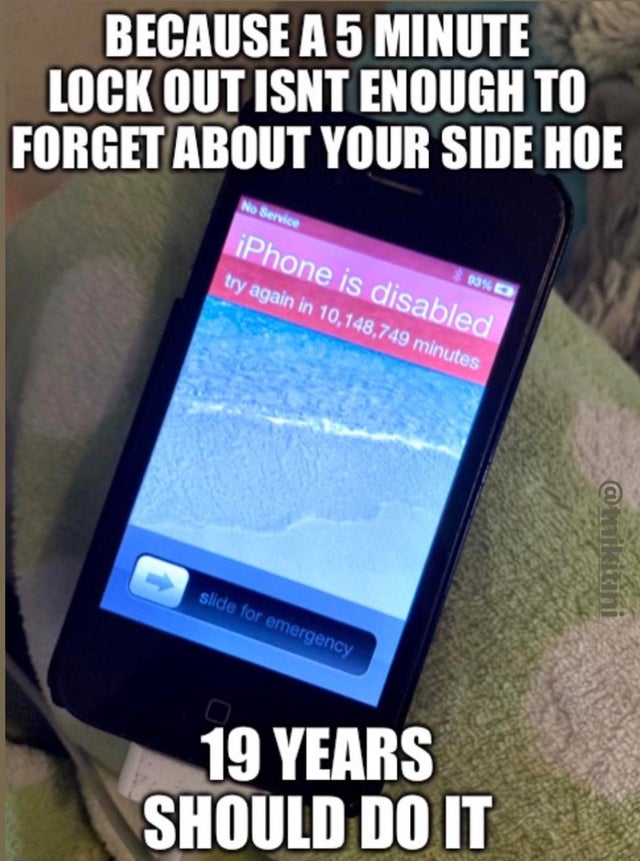 BECAUSE A 5 MINUTE
LOCK OUT ISNT ENOUGH TO
FORGET ABOUT YOUR SIDE HOE
No Service
93%
iPhone is disabled
try again in 10,148,749 minutes
slide for emergency
19 YEARS
SHOULD DO IT